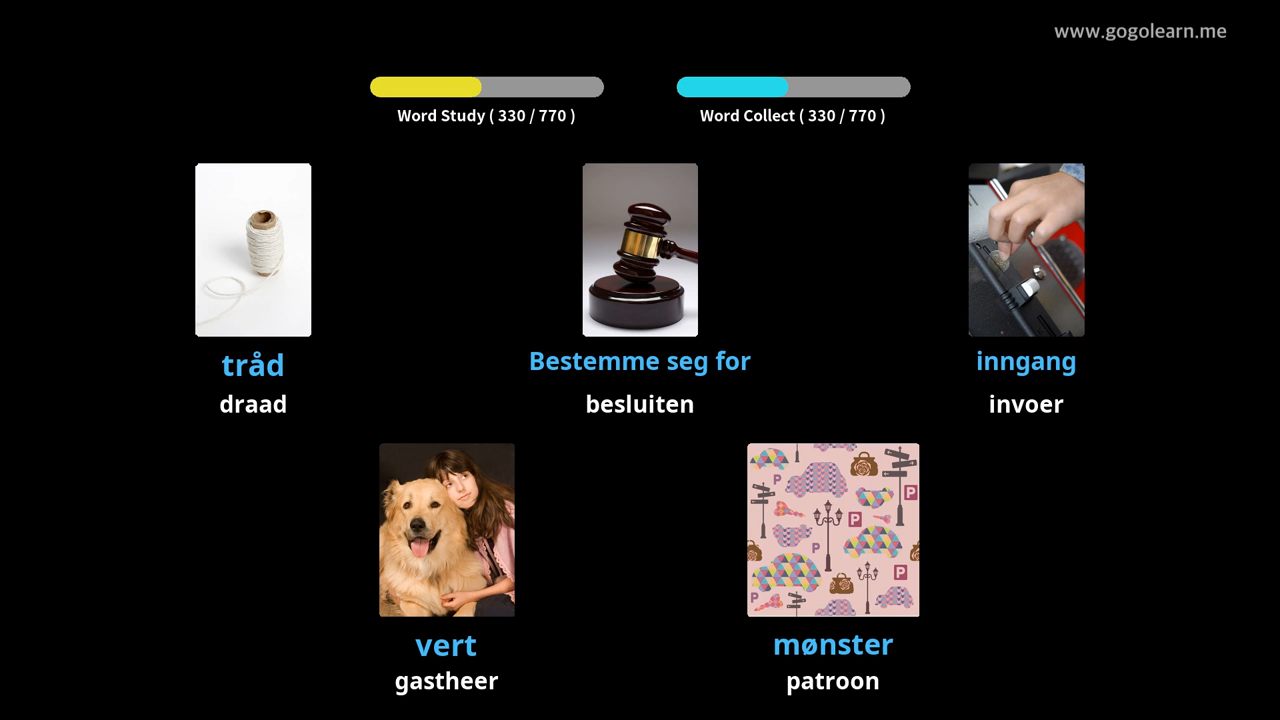 www.gogolearn.me
Word Study ( 330 / 770 )
Word Collect ( 330 / 770 )
tråd
draad
Bestemme seg for
besluiten
inngang
invoer
vert
gastheer
mønster
patroon
P
P
P
P
P
P